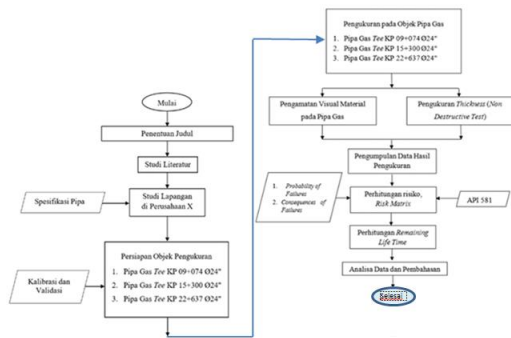 Mulai
Penentuan Judul
Studi Literatur
Spesifikasi Pipa
Studi Lapangan
di Perusahaan X
Persiapan Objek Pengukuran
1. Pipa Gas Tee KP 09+074 Ø24"
2. Pipa Gas Tee KP 15+300 Ø24"
3. Pipa Gas Tee KP 22+637 Ø24"
Kalibrasi dan
Validasi
Pengukuran pada Objek Pipa Gas
1. Pipa Gas Tee KP 09+074 Ø24"
2. Pipa Gas Tee KP 15+300 Ø24"
3. Pipa Gas Tee KP 22+637 Ø24"
Pengamatan Visual Material
pada Pipa Gas
Pengukuran Thickness (Non
Destructive Test)
Pengumpulan Data Hasil
Pengukuran
1. Probability of
Failures
2. Consequences of
Failures
Perhitungan risiko,
Risk Matrix
API 581
Perhitungan Remaining
Life Time
Analisa Data dan Pembahasan
Selesai